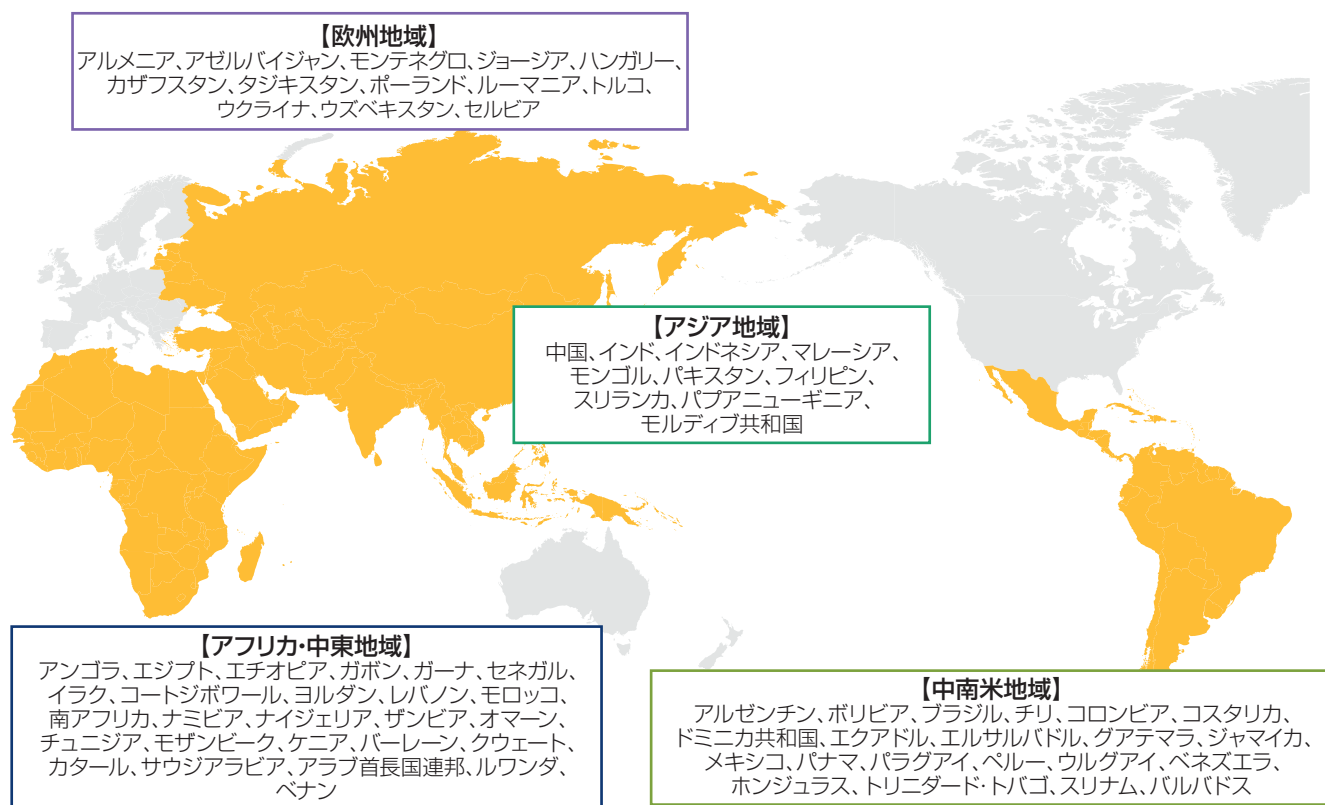 【欧州地域】
アルメニア、アゼルバイジャン、モンテネグロ、ジョージア、ハンガリー、
カザフスタン、タジキスタン、ポーランド、ルーマニア、トルコ、
ウクライナ、ウズベキスタン、セルビア
【アジア地域】
中国、インド、インドネシア、マレーシア、
モンゴル、パキスタン、フィリピン、
スリランカ、パプアニューギニア、
モルディブ共和国
【アフリカ・中東地域】
アンゴラ、エジプト、エチオピア、ガボン、ガーナ、セネガル、
イラク、コートジボワール、ヨルダン、レバノン、モロッコ、
南アフリカ、ナミビア、ナイジェリア、ザンビア、オマーン、
チュニジア、モザンビーク、ケニア、バーレーン、クウェート、
カタール、サウジアラビア、アラブ首長国連邦、ルワンダ、
ベナン
【中南米地域】
アルゼンチン、ボリビア、ブラジル、チリ、コロンビア、コスタリカ、
ドミニカ共和国、エクアドル、エルサルバドル、グアテマラ、ジャマイカ、
メキシコ、パナマ、パラグアイ、ペルー、ウルグアイ、ベネズエラ、
ホンジュラス、トリニダード・トバゴ、スリナム、バルバドス